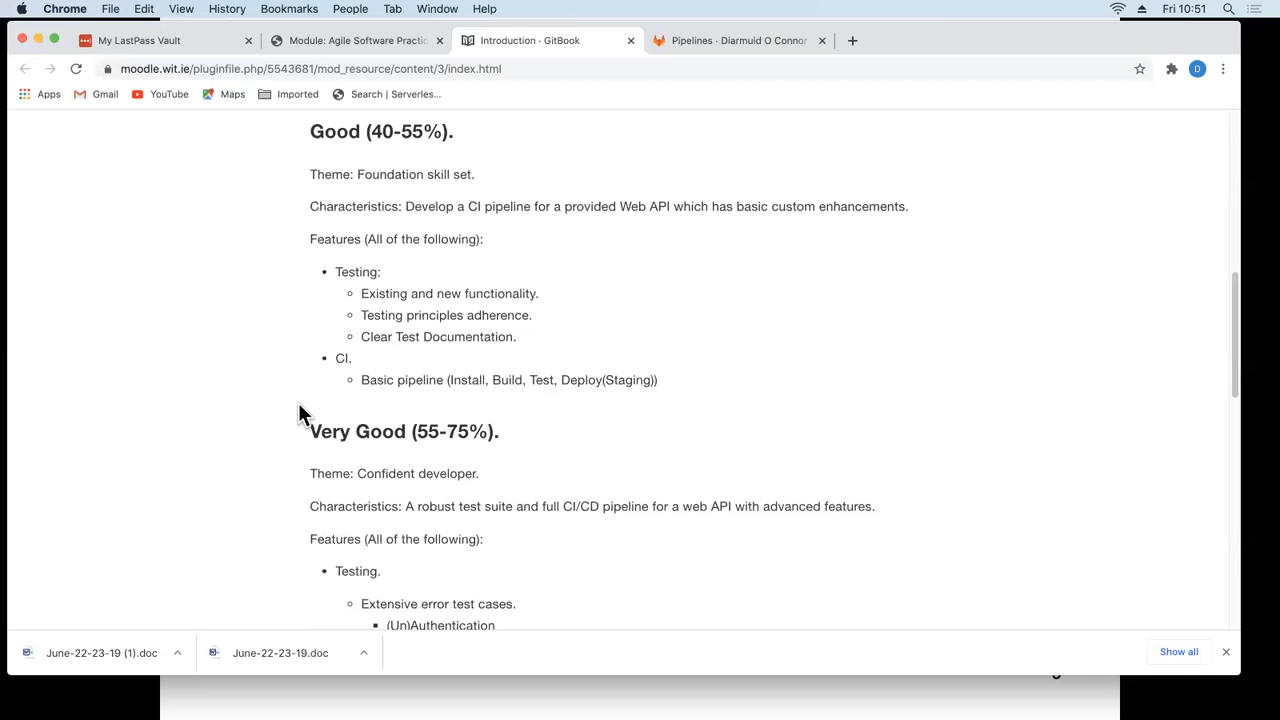 Chrome File Edit View History Bookmarks People Tab Window Help Fri 10:51
My LastPass Vault Module: Agile Software Practic Introduction · GitBook Pipelines · Diarmuid O Connor
moodle.wit.ie/pluginfile.php/5543681/mod_resource/content/3/index.html D
Apps Gmail YouTube Maps Imported Search | Serverless...
Good (40-55%).
Theme: Foundation skill set.
Characteristics: Develop a CI pipeline for a provided Web API which has basic custom enhancements.
Features (All of the following):
• Testing:
◦ Existing and new functionality.
◦ Testing principles adherence.
◦ Clear Test Documentation.
• CI.
◦ Basic pipeline (Install, Build, Test, Deploy(Staging))
Very Good (55-75%).
Theme: Confident developer.
Characteristics: A robust test suite and full CI/CD pipeline for a web API with advanced features.
Features (All of the following):
• Testing.
◦ Extensive error test cases.
▪ (Un)Authentication
June-22-23-19 (1).doc June-22-23-19.doc Show all